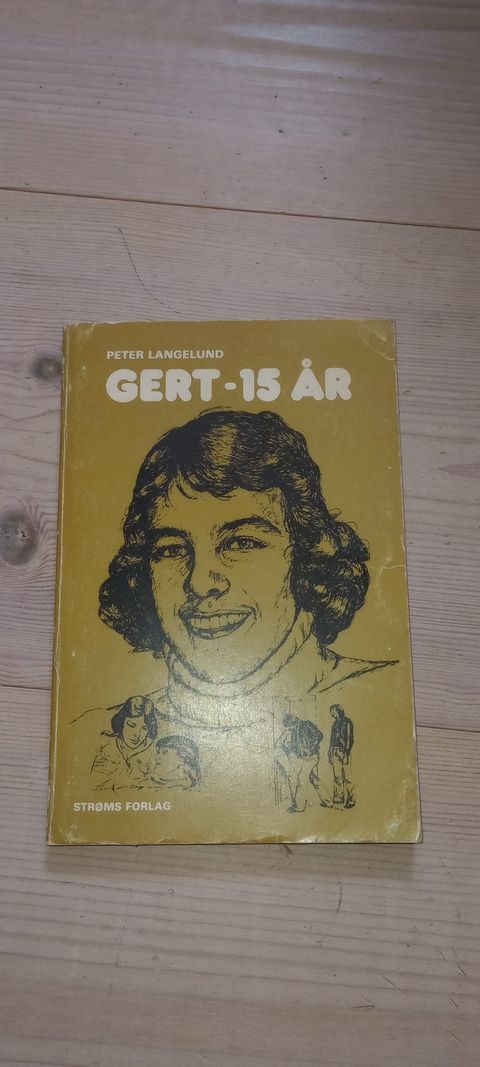 PETER LANGELUND
GERT-15 ÅR
STRØMS FORLAG